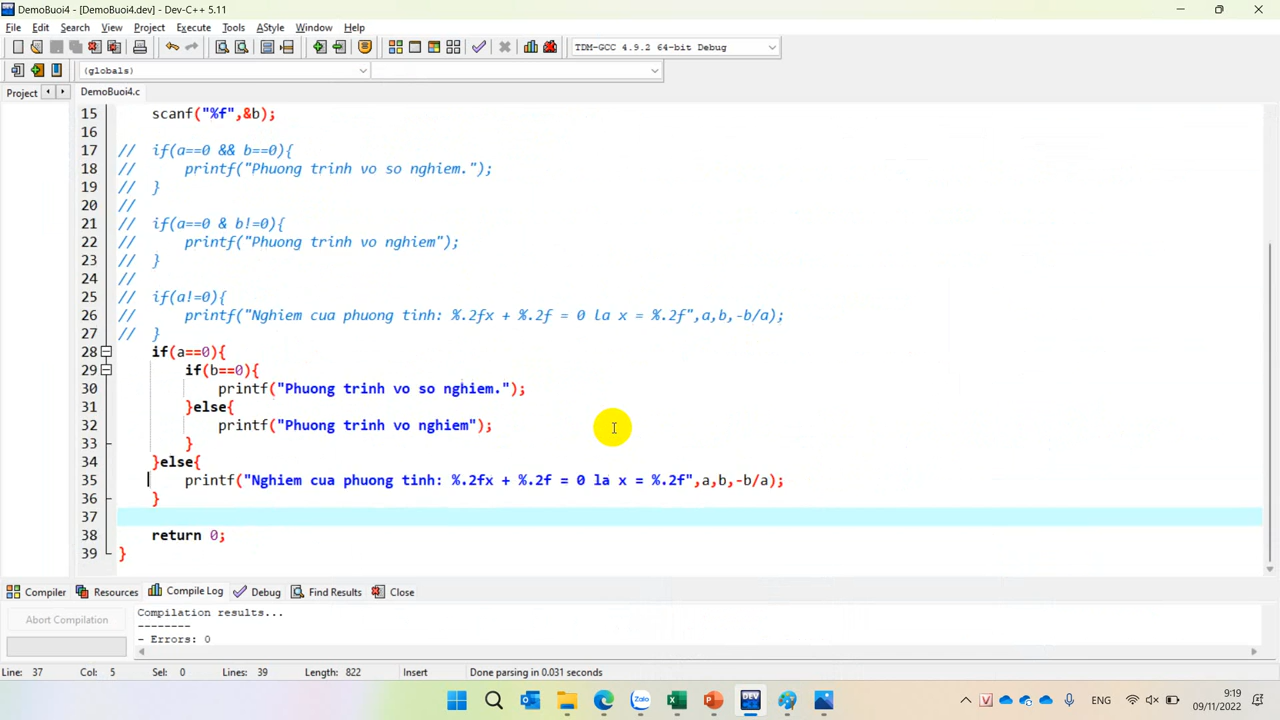 DemoBuoi4 - [DemoBuoi4.dev] - Dev-C++ 5.11
File Edit Search View Project Execute Tools AStyle Window Help
TDM-GCC 4.9.2 64-bit Debug
(globals)
Project DemoBuoi4.c
15 scanf("%f",&b);
16
17 // if(a==0 && b==0){
18 // printf("Phuong trinh vo so nghiem.");
19 // }
20 //
21 // if(a==0 & b!=0){
22 // printf("Phuong trinh vo nghiem");
23 // }
24 //
25 // if(a!=0){
26 // printf("Nghiem cua phuong tinh: %.2fx + %.2f = 0 la x = %.2f",a,b,-b/a);
27 // }
28 if(a==0){
29 if(b==0){
30 printf("Phuong trinh vo so nghiem.");
31 }else{
32 printf("Phuong trinh vo nghiem");
33 }
34 }else{
35 printf("Nghiem cua phuong tinh: %.2fx + %.2f = 0 la x = %.2f",a,b,-b/a);
36 }
37
38 return 0;
39 }
Compiler Resources Compile Log Debug Find Results Close
Compilation results...
--------
- Errors: 0
Abort Compilation
Line: 37 Col: 5 Sel: 0 Lines: 39 Length: 822 Insert Done parsing in 0.031 seconds
Zalo DEV V ENG 9:19
09/11/2022